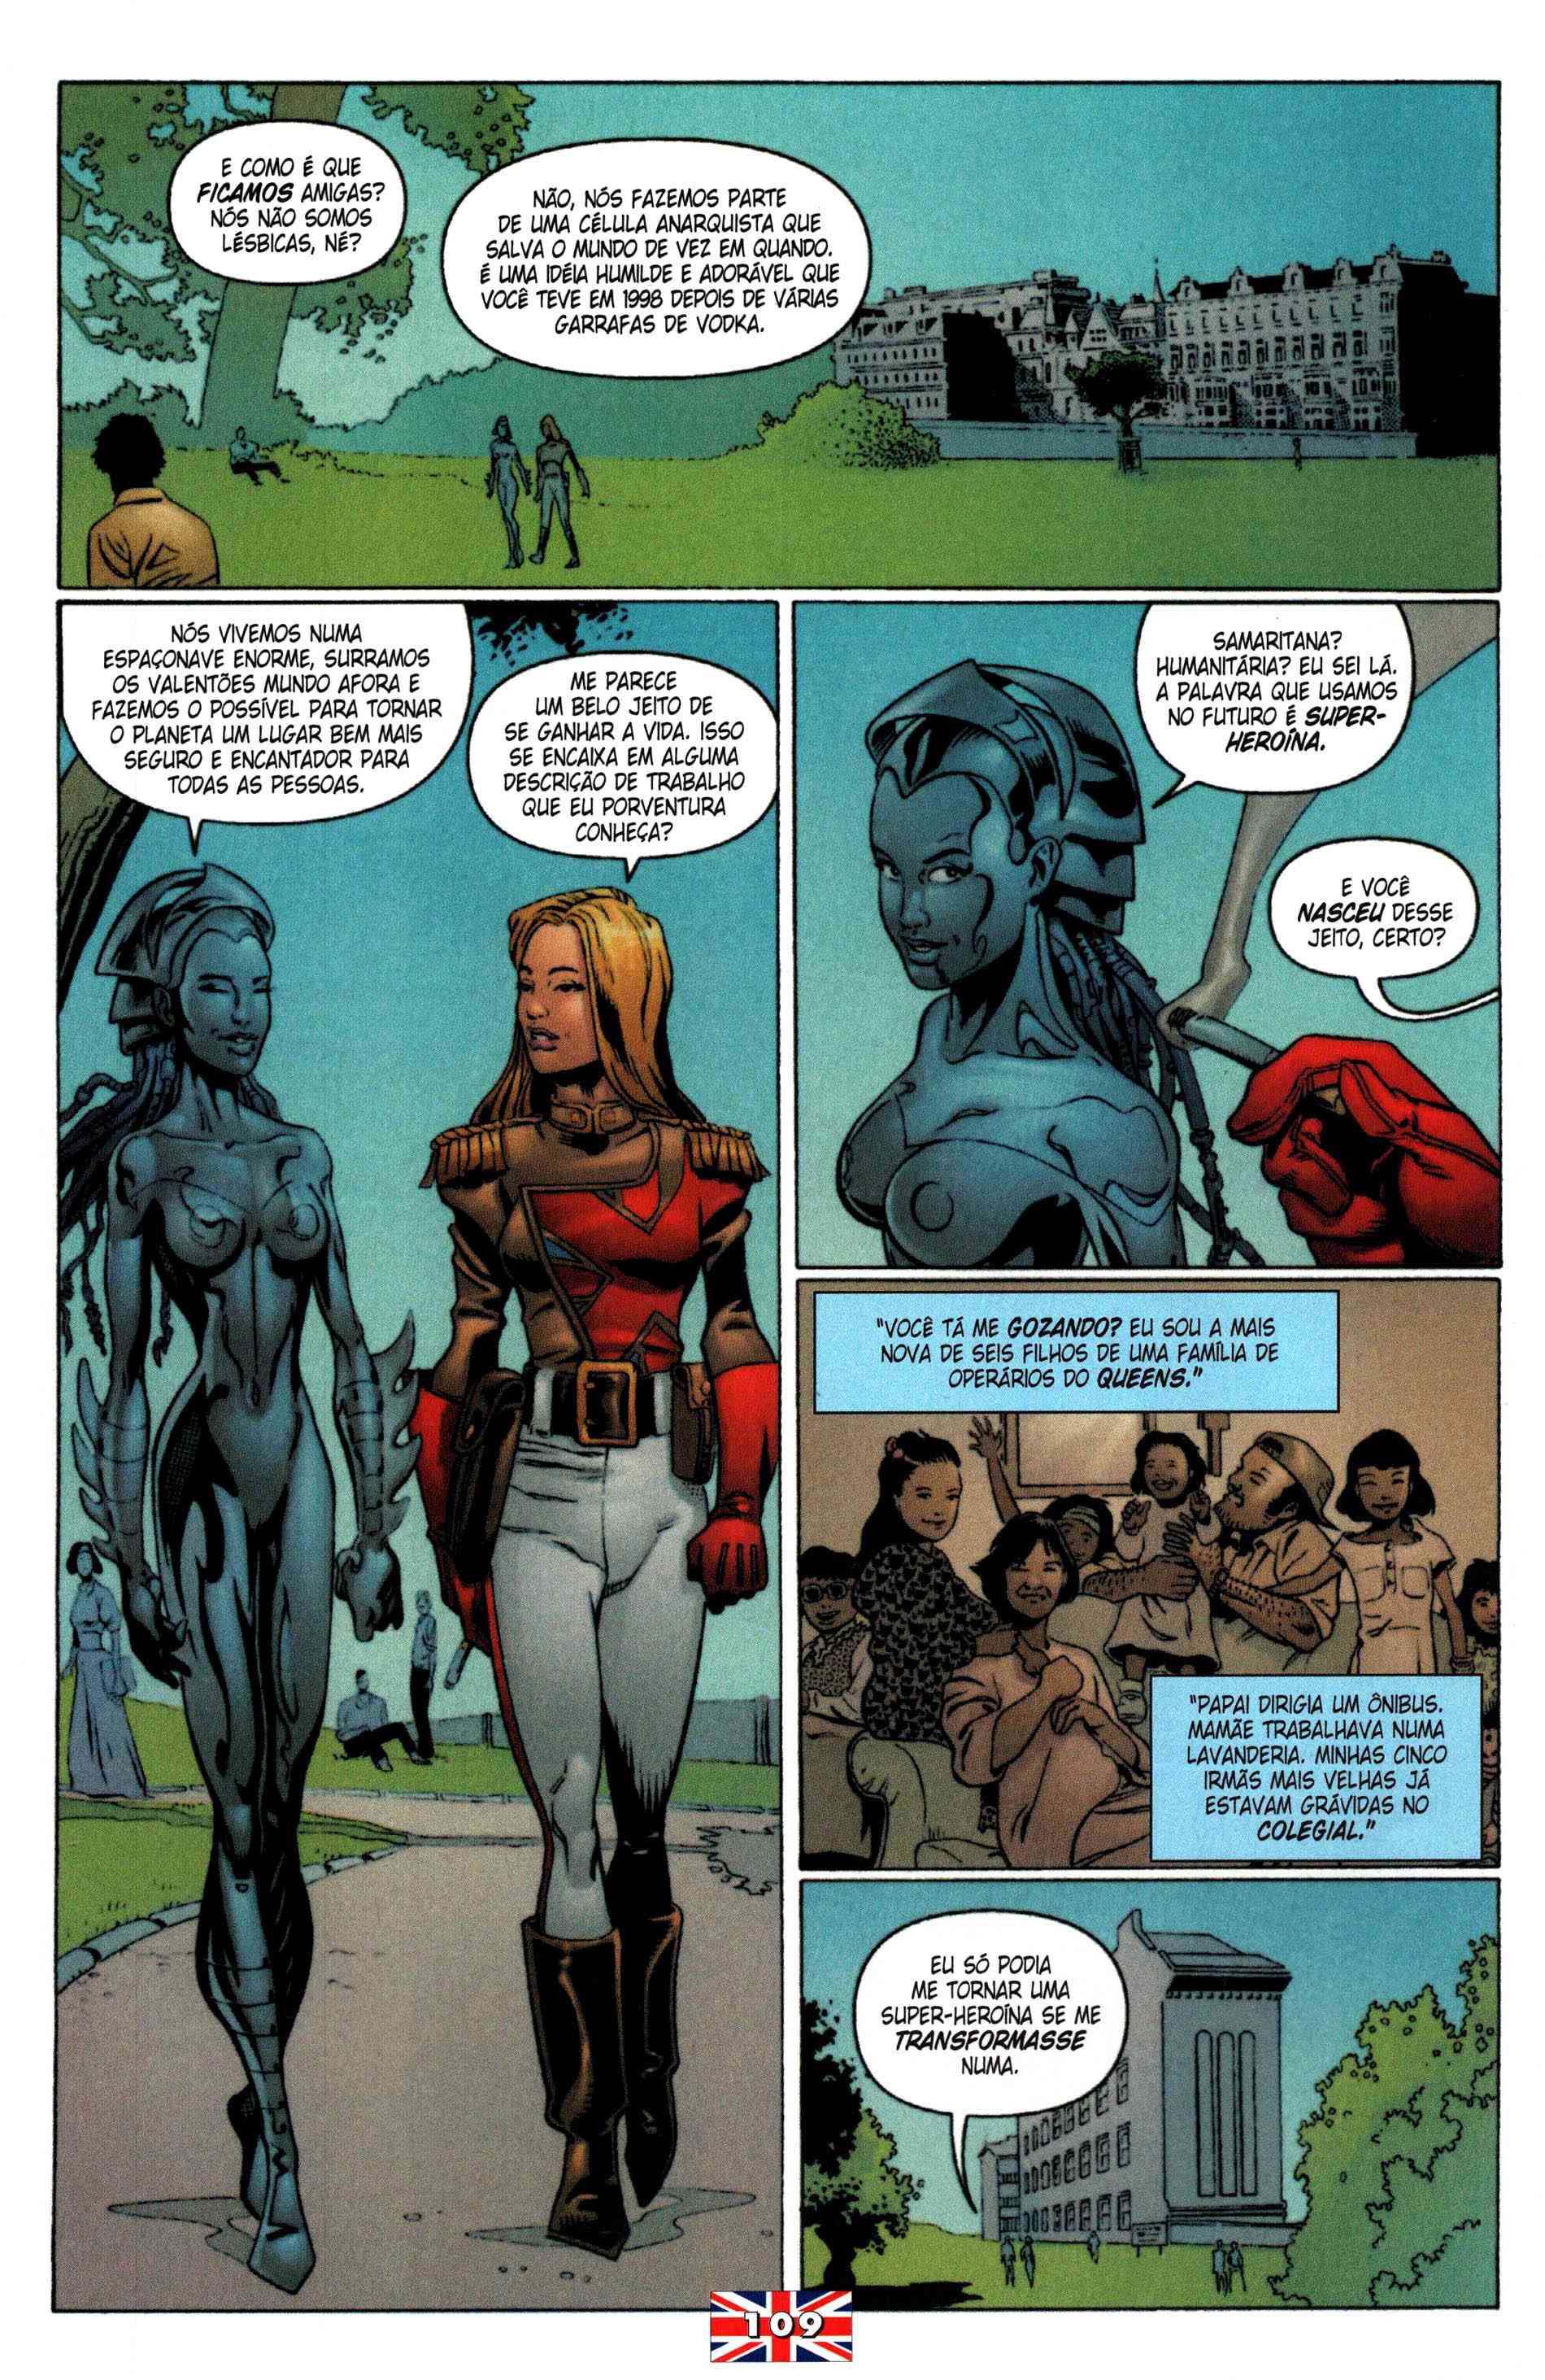 E COMO É QUE
FICAMOS AMIGAS?
NÓS NÃO SOMOS
LÉSBICAS, NÉ?
NÃO, NÓS FAZEMOS PARTE
DE UMA CÉLULA ANARQUISTA QUE
SALVA O MUNDO DE VEZ EM QUANDO.
É UMA IDÉIA HUMILDE E ADORÁVEL QUE
VOCÊ TEVE EM 1998 DEPOIS DE VÁRIAS
GARRAFAS DE VODKA.
NÓS VIVEMOS NUMA
ESPAÇONAVE ENORME, SURRAMOS
OS VALENTÕES MUNDO AFORA E
FAZEMOS O POSSÍVEL PARA TORNAR
O PLANETA UM LUGAR BEM MAIS
SEGURO E ENCANTADOR PARA
TODAS AS PESSOAS.
ME PARECE
UM BELO JEITO DE
SE GANHAR A VIDA. ISSO
SE ENCAIXA EM ALGUMA
DESCRIÇÃO DE TRABALHO
QUE EU PORVENTURA
CONHEÇA?
SAMARITANA?
HUMANITÁRIA? EU SEI LÁ.
A PALAVRA QUE USAMOS
NO FUTURO É SUPER-
HEROÍNA.
E VOCÊ
NASCEU DESSE
JEITO, CERTO?
"VOCÊ TÁ ME GOZANDO? EU SOU A MAIS
NOVA DE SEIS FILHOS DE UMA FAMÍLIA DE
OPERÁRIOS DO QUEENS."
"PAPAI DIRIGIA UM ÔNIBUS.
MAMÃE TRABALHAVA NUMA
LAVANDERIA. MINHAS CINCO
IRMÃS MAIS VELHAS JÁ
ESTAVAM GRÁVIDAS NO
COLEGIAL."
EU SÓ PODIA
ME TORNAR UMA
SUPER-HEROÍNA SE ME
TRANSFORMASSE
NUMA.
109